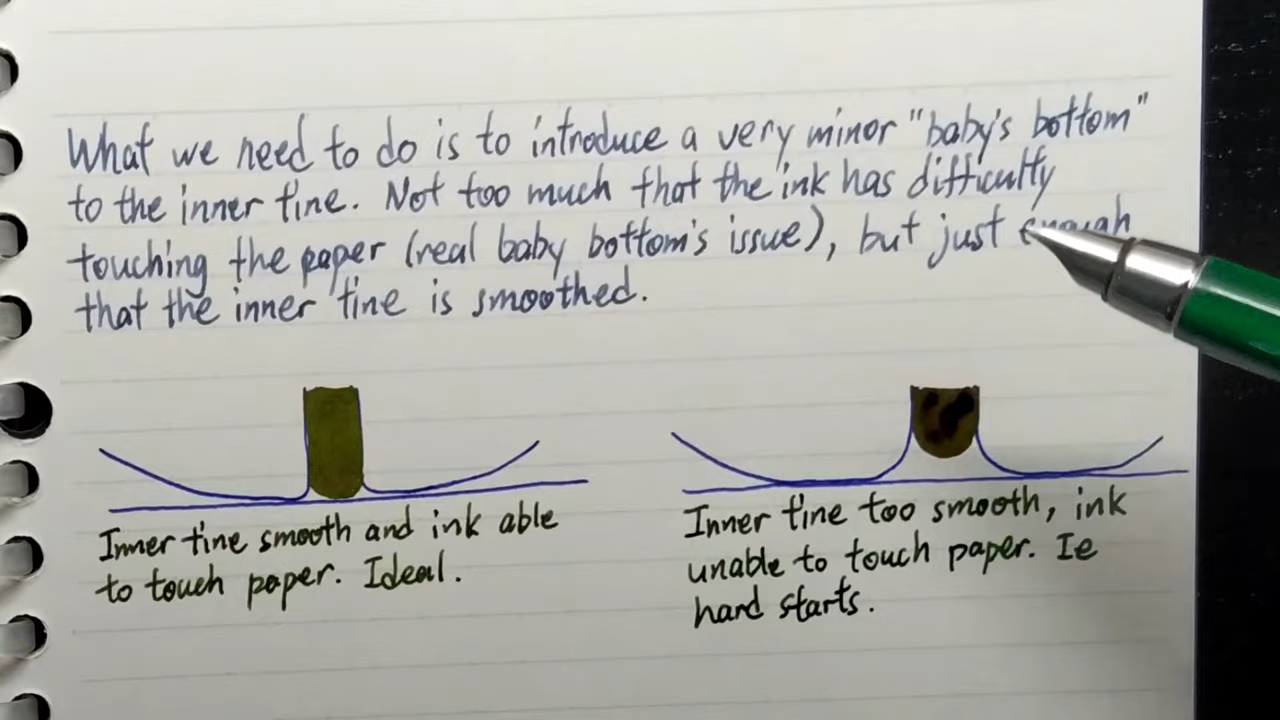 What we need to do is to introduce a very minor "baby's bottom"
to the inner tine. Not too much that the ink has difficulty
touching the paper (real baby bottom's issue), but just enough
that the inner tine is smoothed.
Inner tine smooth and ink able
to touch paper. Ideal.
Inner tine too smooth, ink
unable to touch paper. Ie
hard starts.